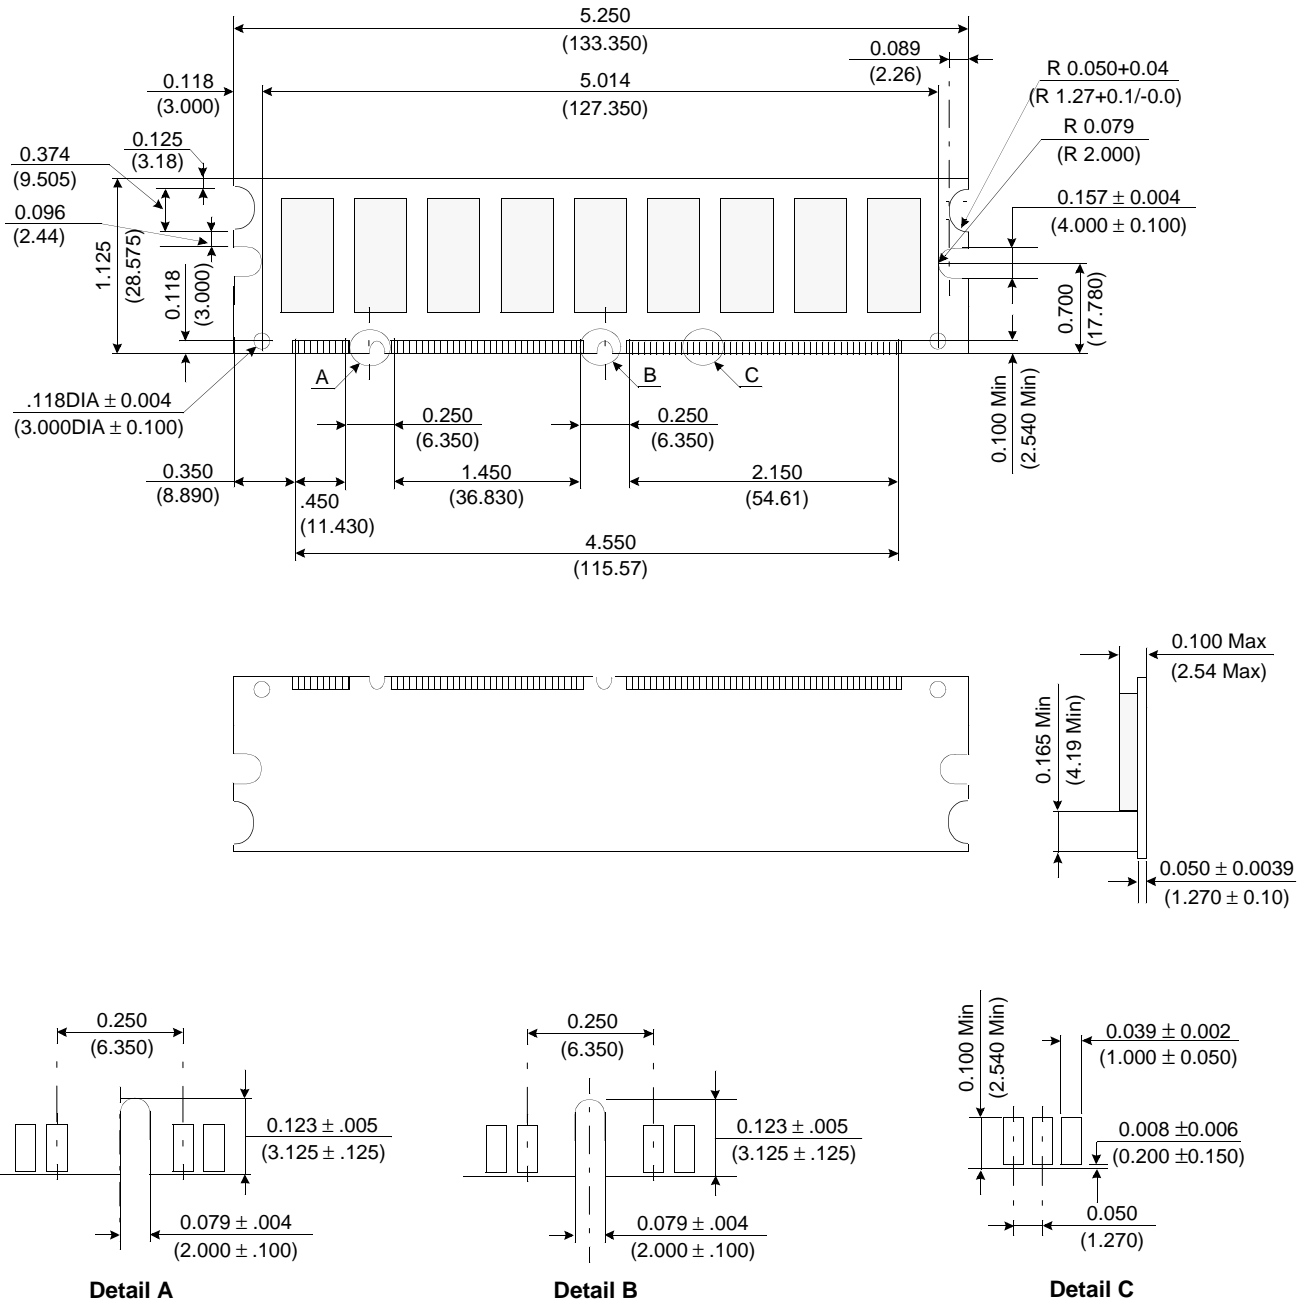 5.250
(133.350)
0.089
(2.26)
R 0.050+0.04
(R 1.27+0.1/-0.0)
0.118
(3.000)
5.014
(127.350)
R 0.079
(R 2.000)
0.125
(3.18)
0.374
(9.505)
0.157 ± 0.004
(4.000 ± 0.100)
0.096
(2.44)
1.125
(28.575)
0.118
(3.000)
0.700
(17.780)
A
B
C
.118DIA ± 0.004
(3.000DIA ± 0.100)
0.250
(6.350)
0.250
(6.350)
0.100 Min
(2.540 Min)
0.350
(8.890)
.450
(11.430)
1.450
(36.830)
2.150
(54.61)
4.550
(115.57)
0.100 Max
(2.54 Max)
0.165 Min
(4.19 Min)
0.050 ± 0.0039
(1.270 ± 0.10)
0.250
(6.350)
0.123 ± .005
(3.125 ± .125)
0.079 ± .004
(2.000 ± .100)
Detail A
0.250
(6.350)
0.123 ± .005
(3.125 ± .125)
0.079 ± .004
(2.000 ± .100)
Detail B
0.100 Min
(2.540 Min)
0.039 ± 0.002
(1.000 ± 0.050)
0.008 ±0.006
(0.200 ±0.150)
0.050
(1.270)
Detail C